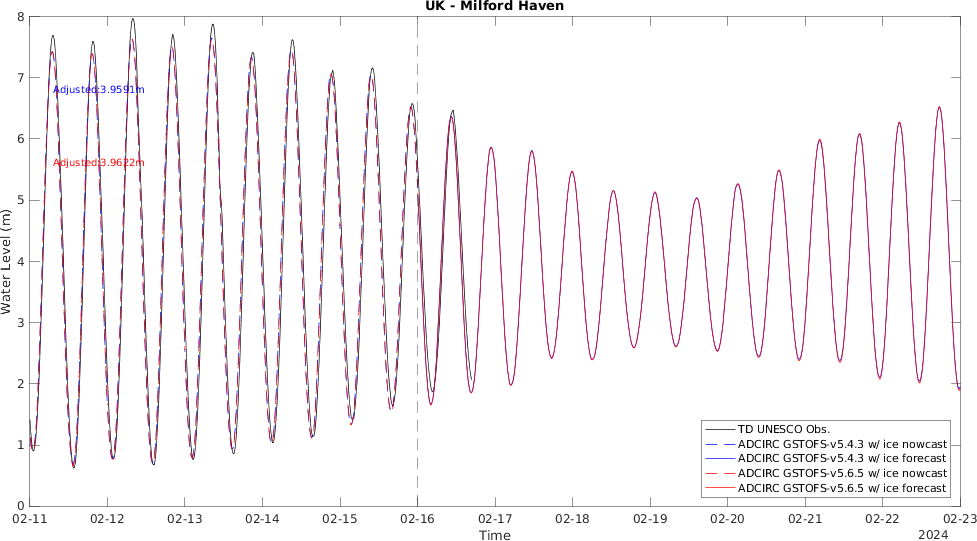 UK - Milford Haven
8
7
6
5
4
3
2
1
0
Water Level (m)
Adjusted:3.9591m
Adjusted:3.9622m
TD UNESCO Obs.
ADCIRC GSTOFS-v5.4.3 w/ ice nowcast
ADCIRC GSTOFS-v5.4.3 w/ ice forecast
ADCIRC GSTOFS-v5.6.5 w/ ice nowcast
ADCIRC GSTOFS-v5.6.5 w/ ice forecast
02-11 02-12 02-13 02-14 02-15 02-16 02-17 02-18 02-19 02-20 02-21 02-22 02-23
Time
2024